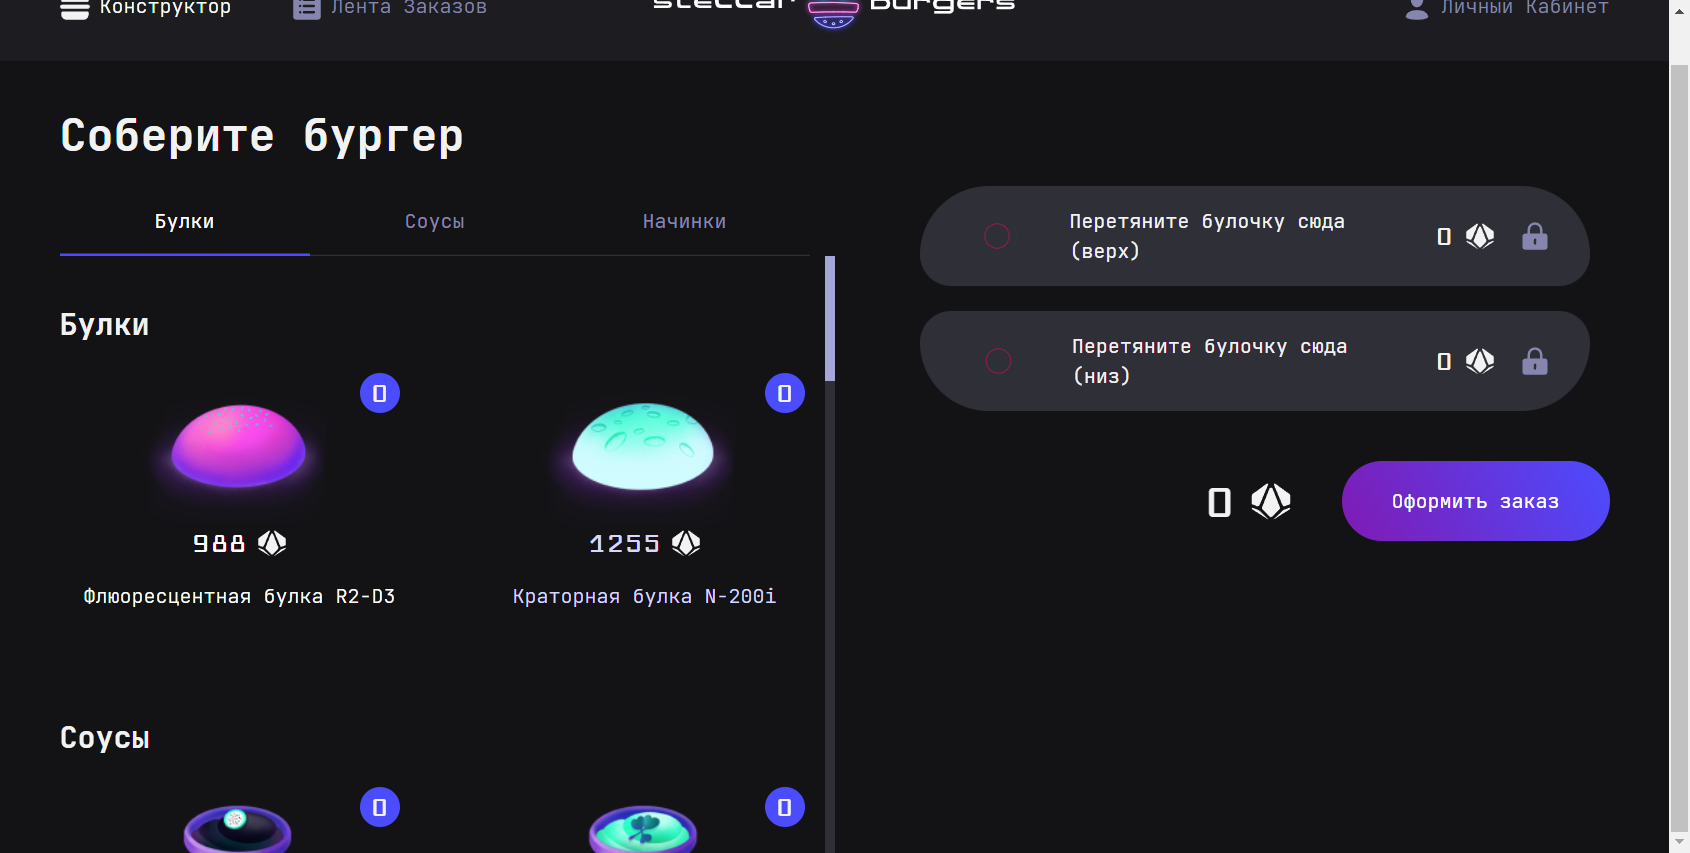 Конструктор
Лента Заказов
stellar burgers
Личный Кабинет
Соберите бургер
Булки
Соусы
Начинки
Булки
0
0
988
1255
Флюоресцентная булка R2-D3
Краторная булка N-200i
Соусы
0
0
Перетяните булочку сюда
(верх)
0
Перетяните булочку сюда
(низ)
0
0
Оформить заказ